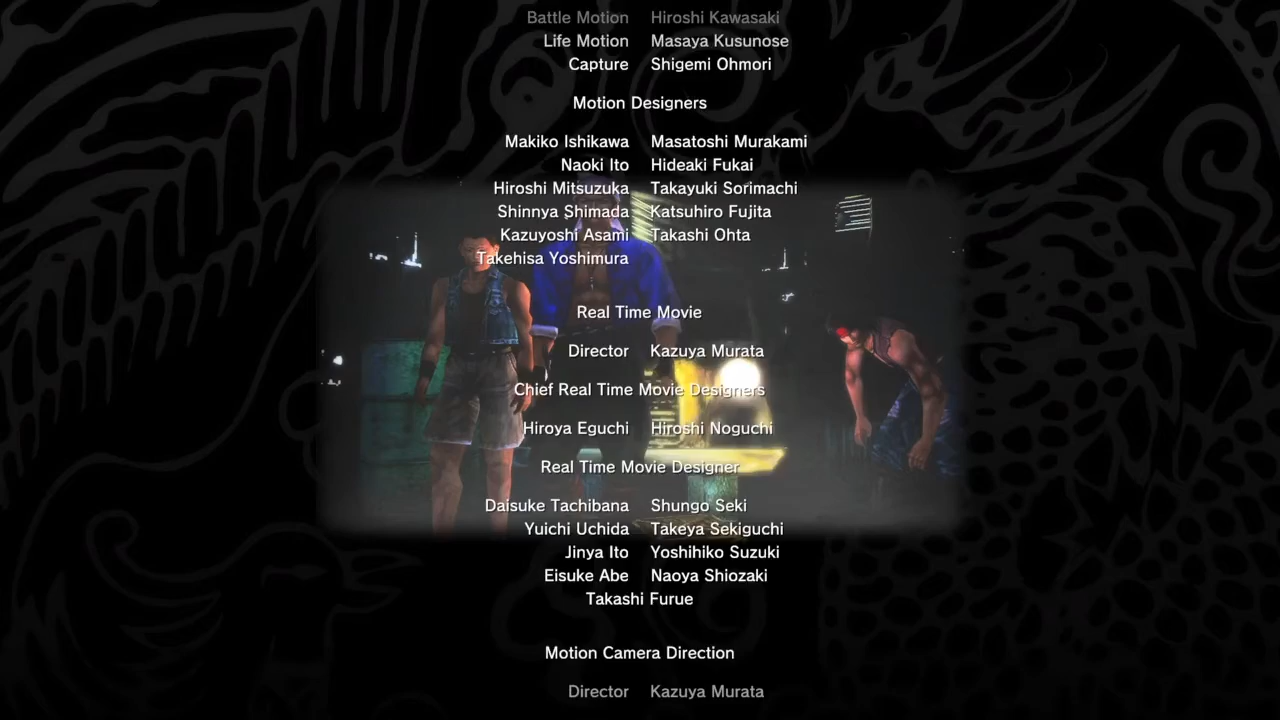 Battle Motion Hiroshi Kawasaki
Life Motion Masaya Kusunose
Capture Shigemi Ohmori
Motion Designers
Makiko Ishikawa Masatoshi Murakami
Naoki Ito Hideaki Fukai
Hiroshi Mitsuzuka Takayuki Sorimachi
Shinnya Shimada Katsuhiro Fujita
Kazuyoshi Asami Takashi Ohta
Takehisa Yoshimura
Real Time Movie
Director Kazuya Murata
Chief Real Time Movie Designers
Hiroya Eguchi Hiroshi Noguchi
Real Time Movie Designer
Daisuke Tachibana Shungo Seki
Yuichi Uchida Takeya Sekiguchi
Jinya Ito Yoshihiko Suzuki
Eisuke Abe Naoya Shiozaki
Takashi Furue
Motion Camera Direction
Director Kazuya Murata